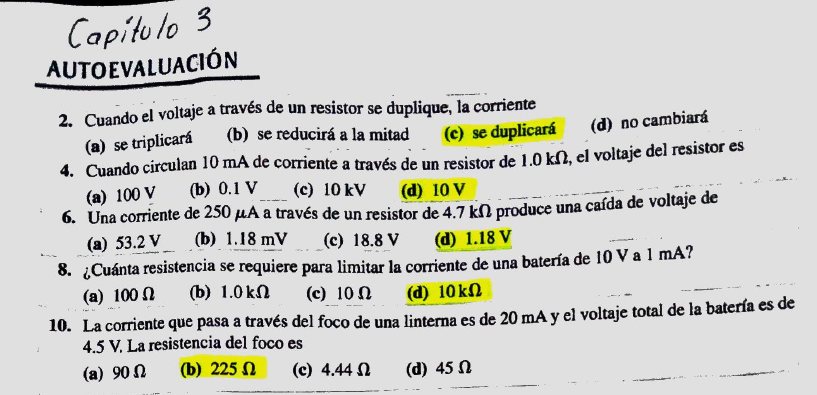 Capítulo 3
AUTOEVALUACIÓN
2. Cuando el voltaje a través de un resistor se duplique, la corriente
(a) se triplicará (b) se reducirá a la mitad (c) se duplicará (d) no cambiará
4. Cuando circulan 10 mA de corriente a través de un resistor de 1.0 kΩ, el voltaje del resistor es
(a) 100 V (b) 0.1 V (c) 10 kV (d) 10 V
6. Una corriente de 250 μA a través de un resistor de 4.7 kΩ produce una caída de voltaje de
(a) 53.2 V (b) 1.18 mV (c) 18.8 V (d) 1.18 V
8. ¿Cuánta resistencia se requiere para limitar la corriente de una batería de 10 V a 1 mA?
(a) 100 Ω (b) 1.0 kΩ (c) 10 Ω (d) 10 kΩ
10. La corriente que pasa a través del foco de una linterna es de 20 mA y el voltaje total de la batería es de
4.5 V. La resistencia del foco es
(a) 90 Ω (b) 225 Ω (c) 4.44 Ω (d) 45 Ω